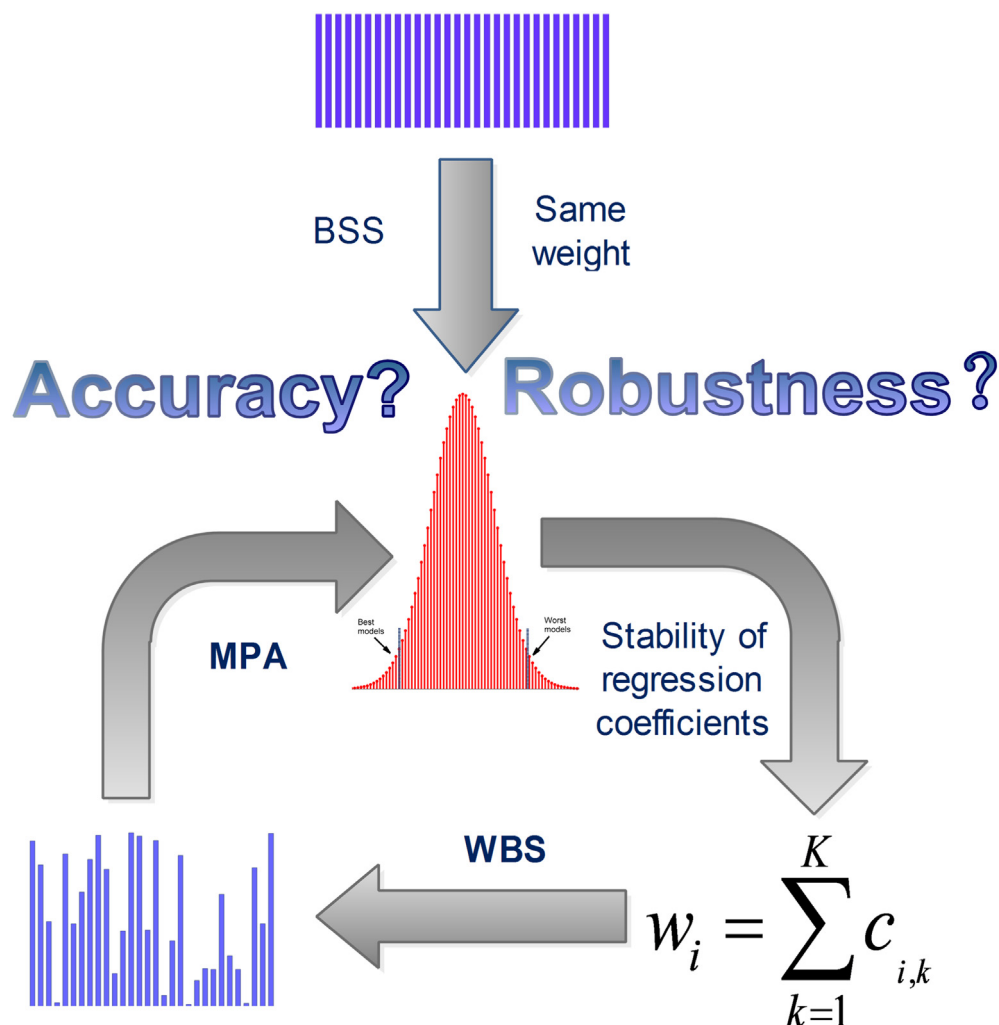 BSS
Same
weight
Accuracy?
Robustness?
Best
models
Worst
models
MPA
Stability of
regression
coefficients
WBS
K
w_i = ∑ c_{i,k}
k=1